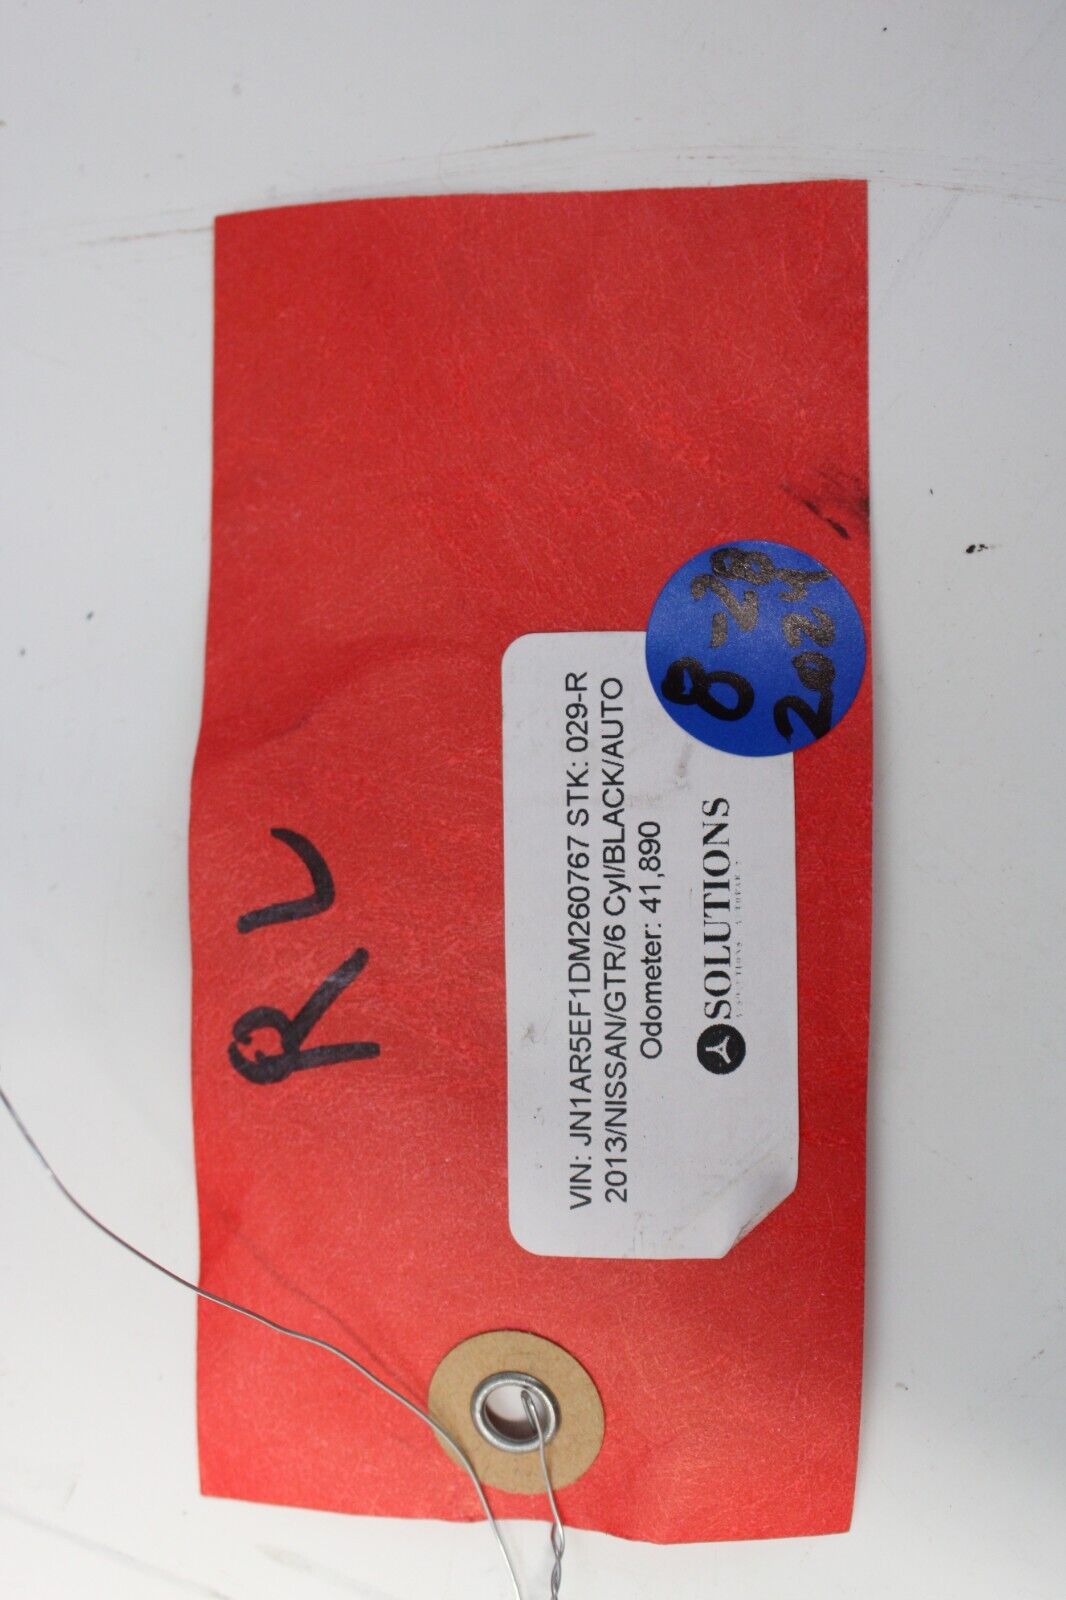 RL
VIN: JN1AR5EF1DM260767 STK: 029-R
2013/NISSAN/GTR/6 Cyl/BLACK/AUTO
Odometer: 41,890
SOLUTIONS
8-28
2024